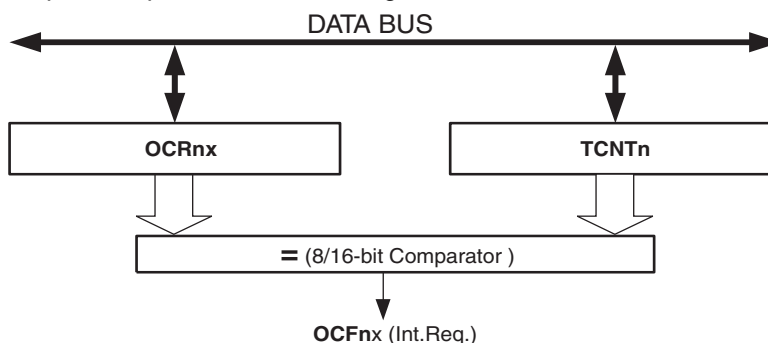 DATA BUS
OCRnx
TCNTn
= (8/16-bit Comparator )
OCFnx (Int.Req.)